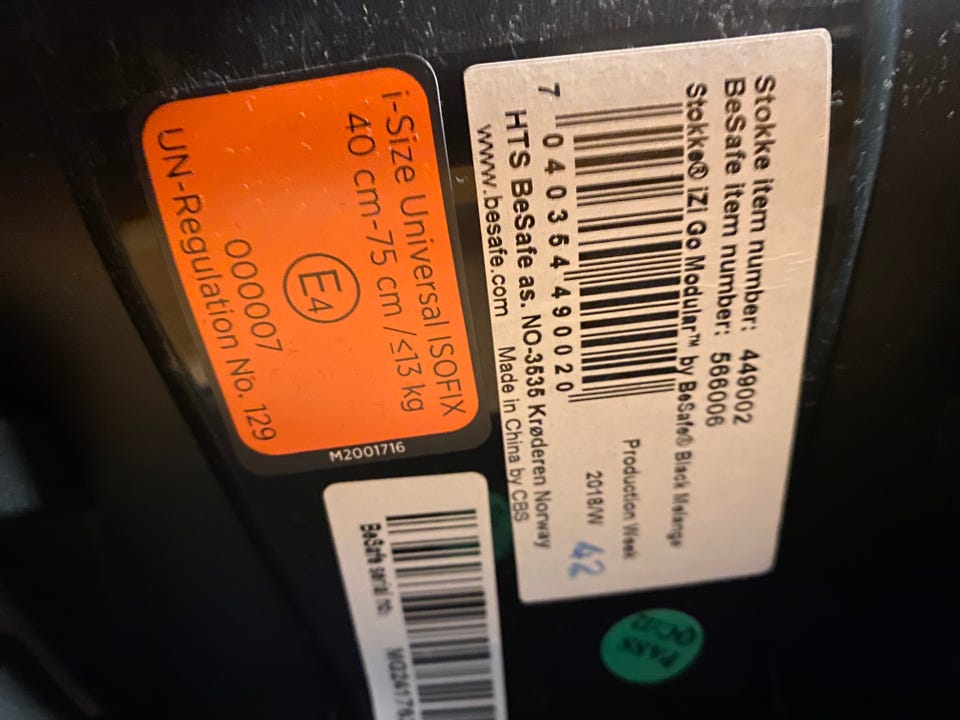 Stokke item number: 449002
BeSafe item number: 566006
Stokke® iZi Go Modular™ by BeSafe® Black Melange
Production Week
2018/W 42
7 040354 490020
HTS BeSafe as. NO-3535 Krøderen Norway
www.besafe.com Made in China by CBS
i-Size Universal ISOFIX
40 cm-75 cm / ≤13 kg
E4
000007
UN-Regulation No. 129
M2001716
BeSafe serial no:
PASS